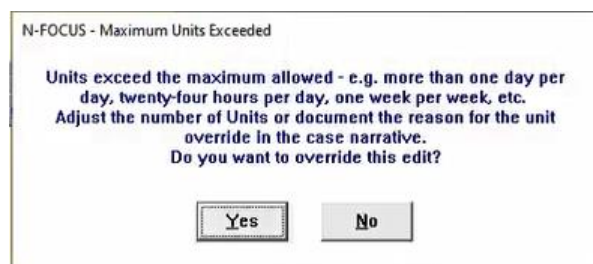 N-FOCUS - Maximum Units Exceeded
Units exceed the maximum allowed - e.g. more than one day per
day, twenty-four hours per day, one week per week, etc.
Adjust the number of Units or document the reason for the unit
override in the case narrative.
Do you want to override this edit?
Yes
No